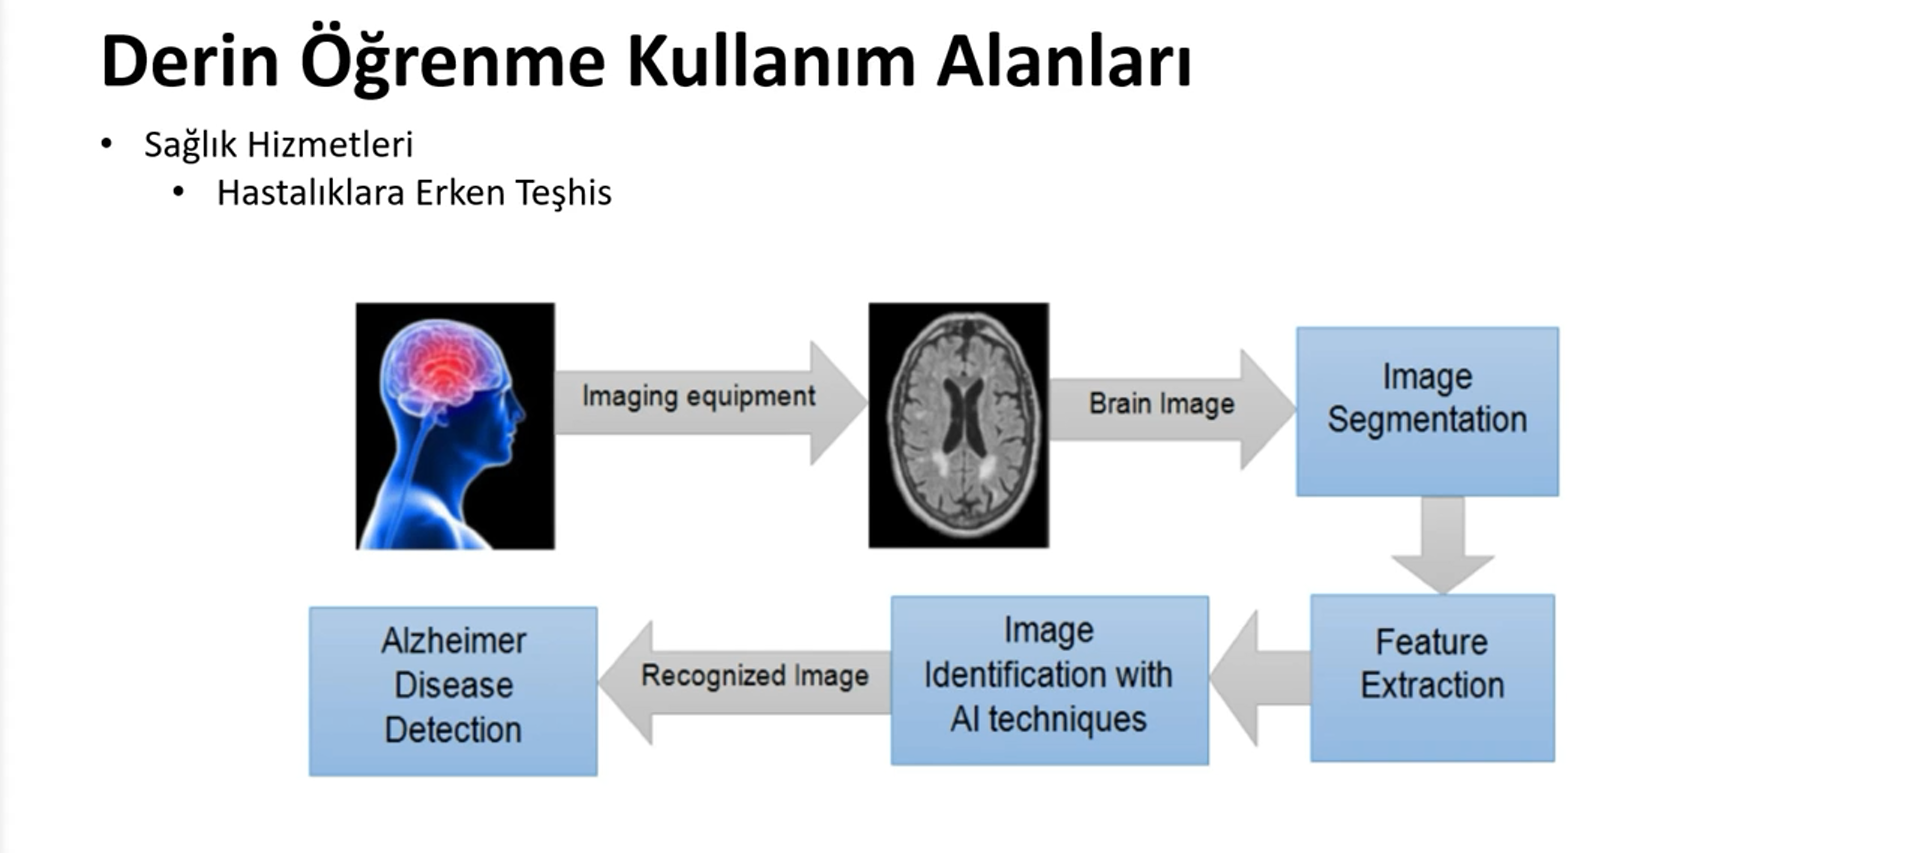 Derin Öğrenme Kullanım Alanları
• Sağlık Hizmetleri
• Hastalıklara Erken Teşhis
Imaging equipment
Brain Image
Image
Segmentation
Feature
Extraction
Image
Identification with
AI techniques
Recognized Image
Alzheimer
Disease
Detection